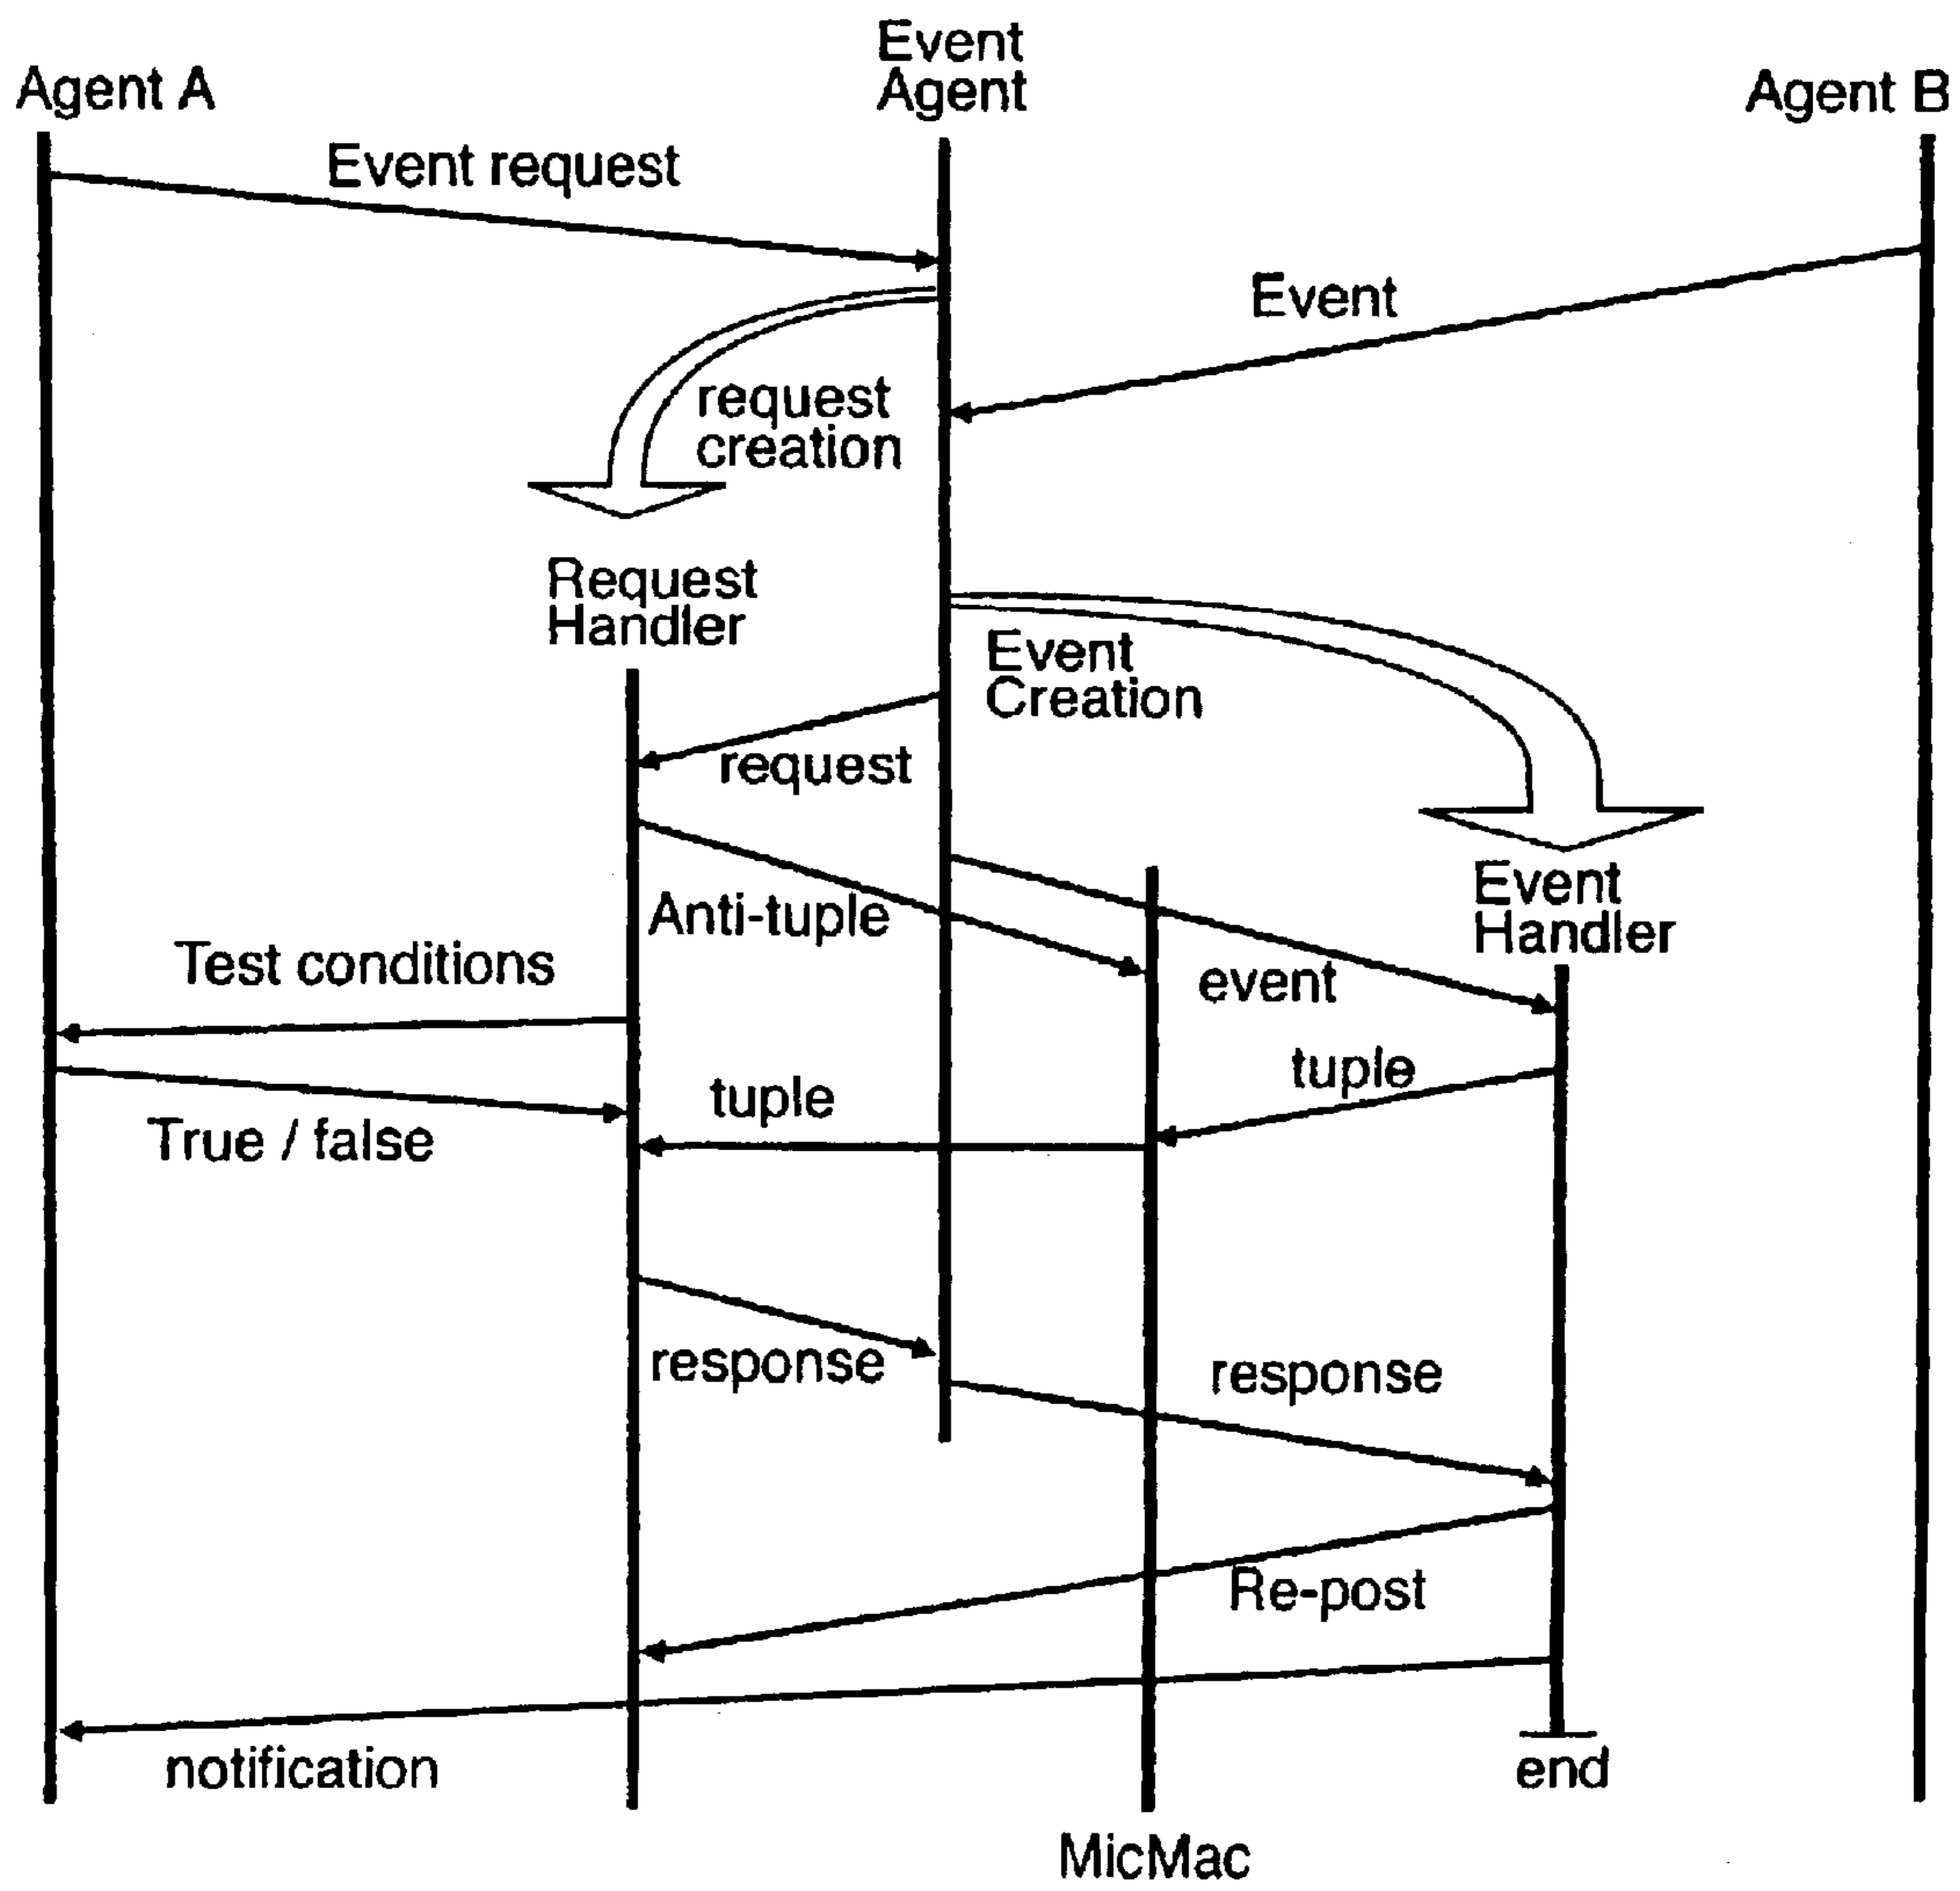 Event
Agent
Agent A
Agent B
Event request
Event
request
creation
Request
Handler
Event
Creation
request
Event
Handler
Anti-tuple
Test conditions
event
tuple
tuple
True / false
response
response
Re-post
notification
end
MicMac